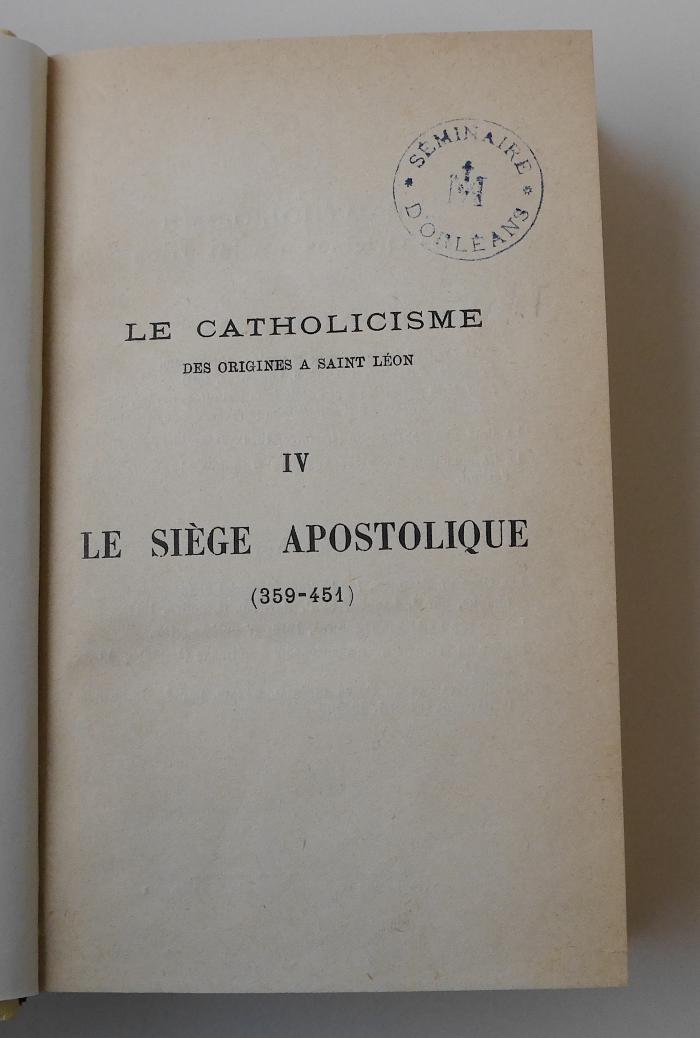 SÉMINAIRE
D'ORLÉANS
LE CATHOLICISME
DES ORIGINES A SAINT LÉON
IV
LE SIÈGE APOSTOLIQUE
(359-451)